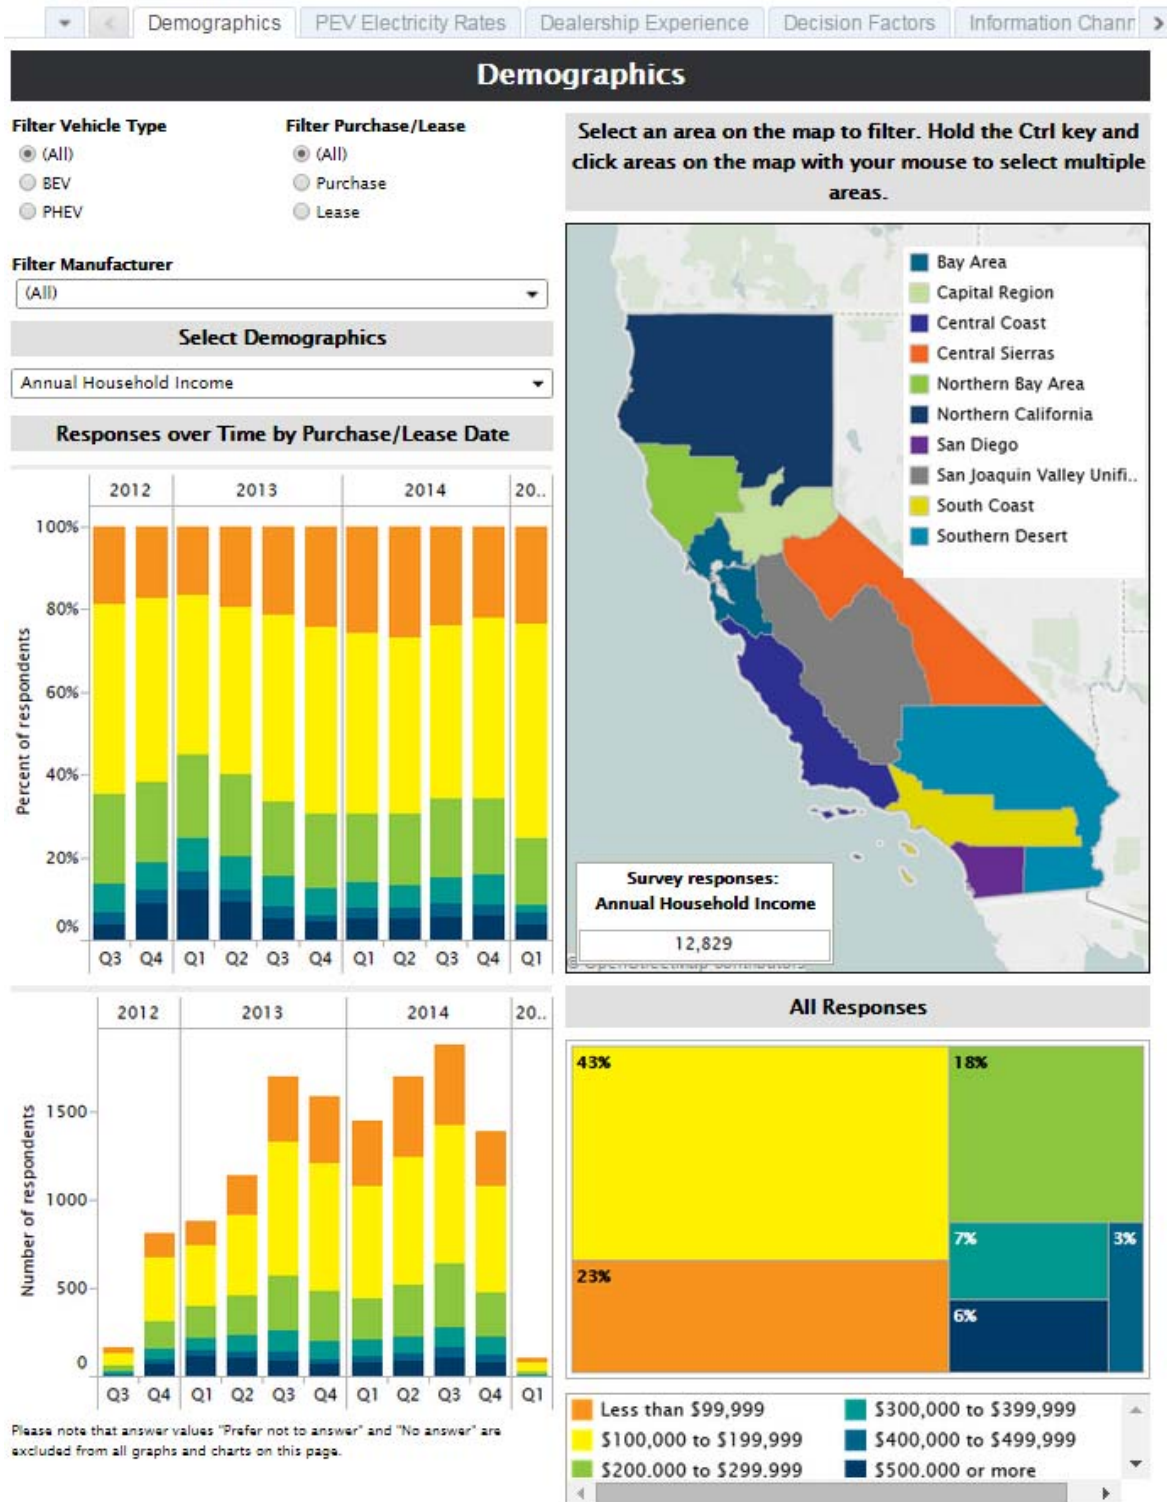 Demographics
PEV Electricity Rates
Dealership Experience
Decision Factors
Information Chann
Demographics
Filter Vehicle Type
(All)
BEV
PHEV
Filter Purchase/Lease
(All)
Purchase
Lease
Filter Manufacturer
(All)
Select Demographics
Annual Household Income
Responses over Time by Purchase/Lease Date
2012 2013 2014 20..
Percent of respondents
100%
80%
60%
40%
20%
0%
Q3 Q4 Q1 Q2 Q3 Q4 Q1 Q2 Q3 Q4 Q1
2012 2013 2014 20..
Number of respondents
1500
1000
500
0
Q3 Q4 Q1 Q2 Q3 Q4 Q1 Q2 Q3 Q4 Q1
Please note that answer values "Prefer not to answer" and "No answer" are
excluded from all graphs and charts on this page.
Select an area on the map to filter. Hold the Ctrl key and
click areas on the map with your mouse to select multiple
areas.
Bay Area
Capital Region
Central Coast
Central Sierras
Northern Bay Area
Northern California
San Diego
San Joaquin Valley Unifi..
South Coast
Southern Desert
Survey responses:
Annual Household Income
12,829
© OpenStreetMap contributors
All Responses
43%
18%
7%
3%
23%
6%
Less than $99,999
$100,000 to $199,999
$200,000 to $299,999
$300,000 to $399,999
$400,000 to $499,999
$500,000 or more